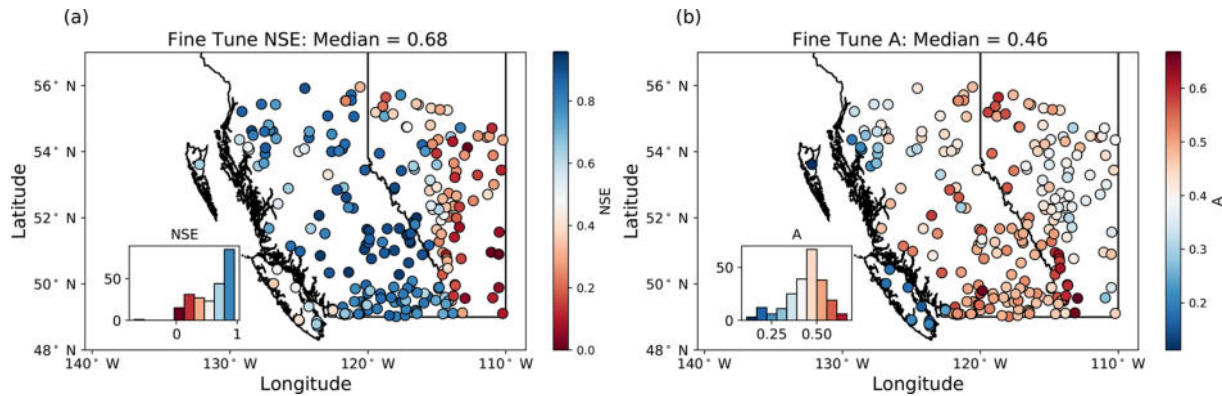 (a)
Fine Tune NSE: Median = 0.68
56° N
54° N
52° N
50° N
48° N
Latitude
140° W
130° W
120° W
110° W
Longitude
NSE
50
0
0
1
0.8
0.6
0.4
0.2
0.0
NSE
(b)
Fine Tune A: Median = 0.46
56° N
54° N
52° N
50° N
48° N
Latitude
140° W
130° W
120° W
110° W
Longitude
A
50
0
0.25
0.50
0.6
0.5
0.4
0.3
0.2
A